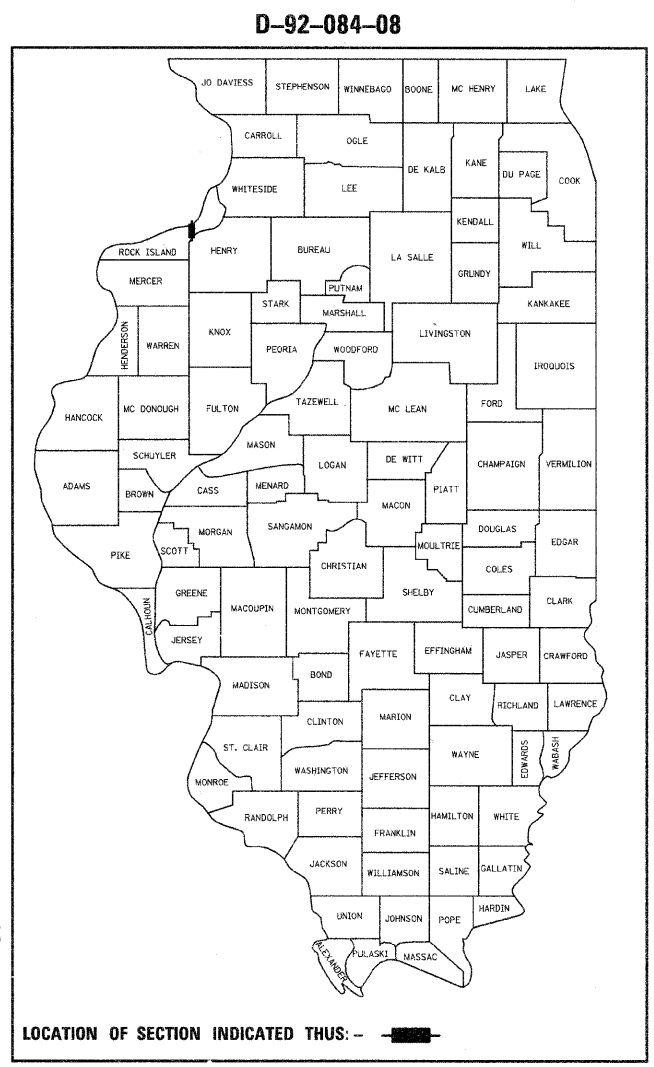 D-92-084-08
JO DAVIESS
STEPHENSON
WINNEBAGO
BOONE
MC HENRY
LAKE
CARROLL
OGLE
DE KALB
KANE
DU PAGE
COOK
WHITESIDE
LEE
KENDALL
WILL
ROCK ISLAND
HENRY
BUREAU
LA SALLE
GRUNDY
MERCER
PUTNAM
STARK
MARSHALL
KANKAKEE
HENDERSON
WARREN
KNOX
PEORIA
WOODFORD
LIVINGSTON
IROQUOIS
HANCOCK
MC DONOUGH
FULTON
TAZEWELL
MC LEAN
FORD
MASON
SCHUYLER
LOGAN
DE WITT
CHAMPAIGN
VERMILION
ADAMS
BROWN
CASS
MENARD
PIATT
MACON
PIKE
SCOTT
MORGAN
SANGAMON
CHRISTIAN
MOULTRIE
DOUGLAS
EDGAR
COLES
GREENE
MACOUPIN
MONTGOMERY
SHELBY
CUMBERLAND
CLARK
CALHOUN
JERSEY
FAYETTE
EFFINGHAM
JASPER
CRAWFORD
MADISON
BOND
CLAY
RICHLAND
LAWRENCE
CLINTON
MARION
ST. CLAIR
WAYNE
EDWARDS
WABASH
MONROE
WASHINGTON
JEFFERSON
RANDOLPH
PERRY
HAMILTON
WHITE
FRANKLIN
JACKSON
WILLIAMSON
SALINE
GALLATIN
UNION
JOHNSON
POPE
HARDIN
ALEXANDER
PULASKI
MASSAC
LOCATION OF SECTION INDICATED THUS: -